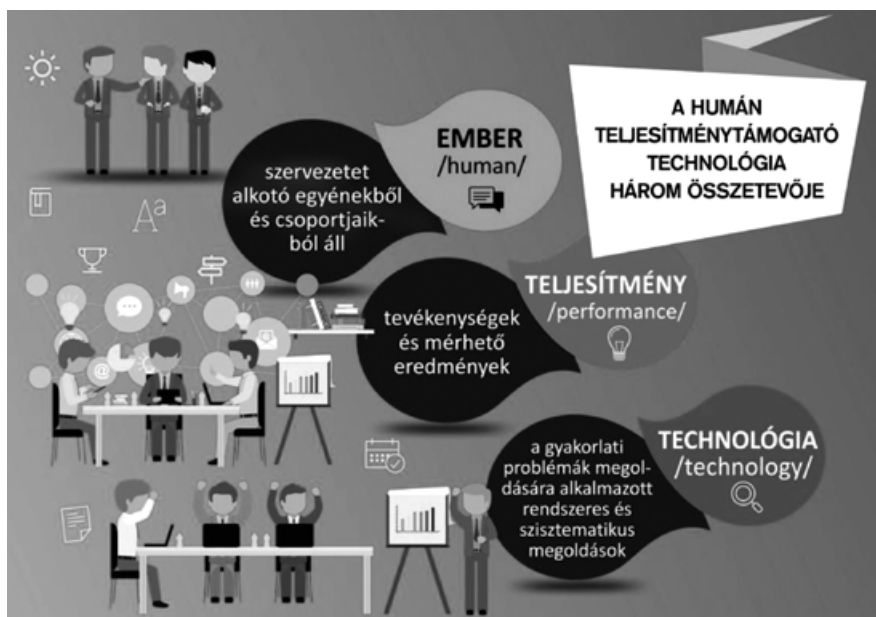 A HUMÁN
TELJESÍTMÉNYTÁMOGATÓ
TECHNOLÓGIA
HÁROM ÖSSZETEVŐJE
EMBER
/human/
szervezetet
alkotó egyénekből
és csoportjaik-
ból áll
Aa
TELJESÍTMÉNY
/performance/
tevékenységek
és mérhető
eredmények
@
TECHNOLÓGIA
/technology/
a gyakorlati
problémák megol-
dására alkalmazott
rendszeres és
szisztematikus
megoldások